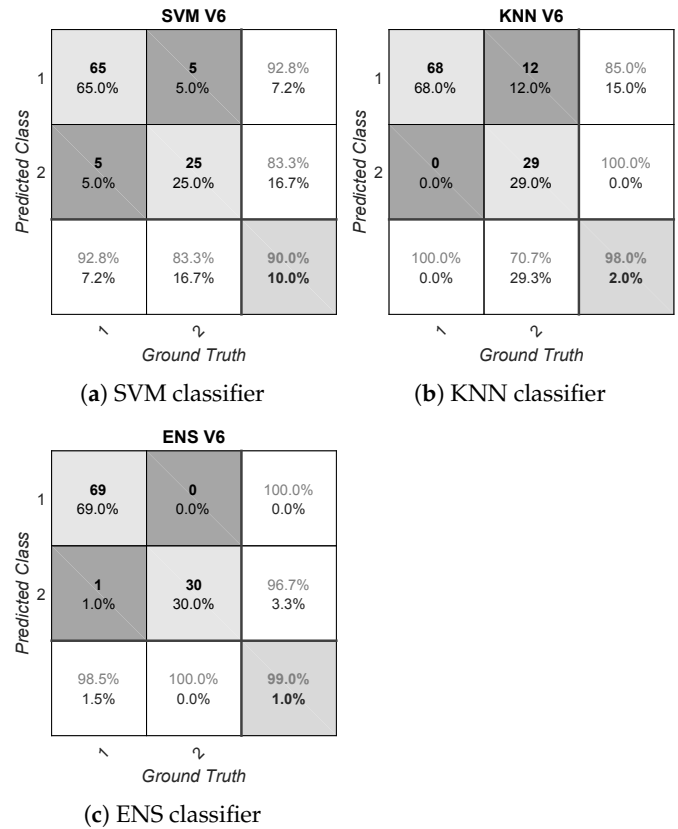 SVM V6
1 65 5 92.8%
65.0% 5.0% 7.2%
2 5 25 83.3%
5.0% 25.0% 16.7%
92.8% 83.3% 90.0%
7.2% 16.7% 10.0%
1 2
Predicted Class
Ground Truth
(a) SVM classifier
KNN V6
1 68 12 85.0%
68.0% 12.0% 15.0%
2 0 29 100.0%
0.0% 29.0% 0.0%
100.0% 70.7% 98.0%
0.0% 29.3% 2.0%
1 2
Predicted Class
Ground Truth
(b) KNN classifier
ENS V6
1 69 0 100.0%
69.0% 0.0% 0.0%
2 1 30 96.7%
1.0% 30.0% 3.3%
98.5% 100.0% 99.0%
1.5% 0.0% 1.0%
1 2
Predicted Class
Ground Truth
(c) ENS classifier